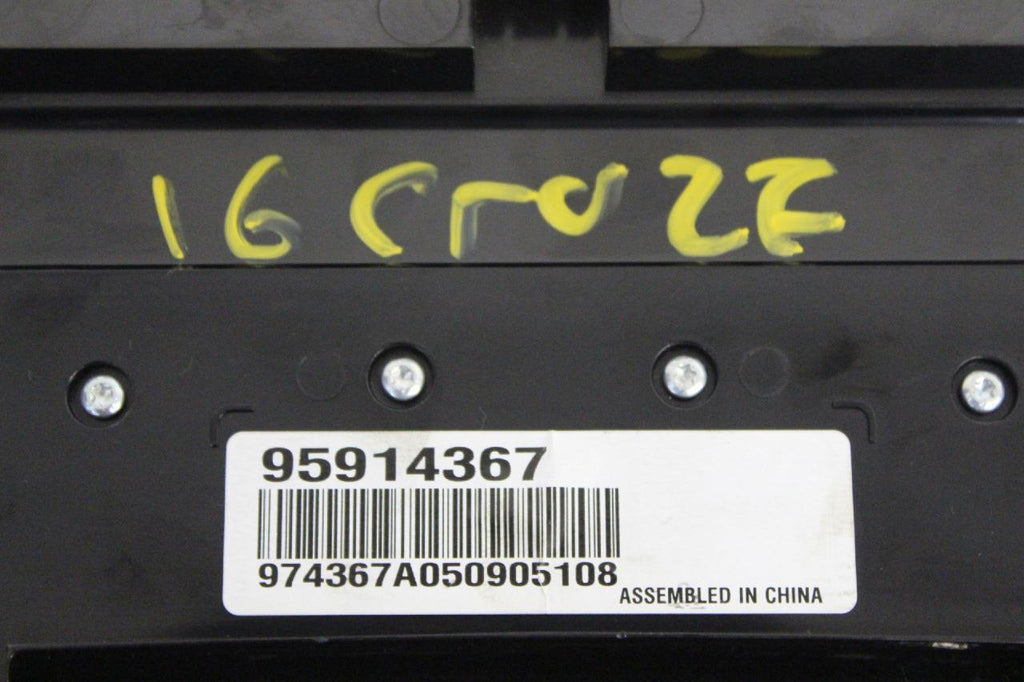 16 CruZE
95914367
974367A050905108
ASSEMBLED IN CHINA